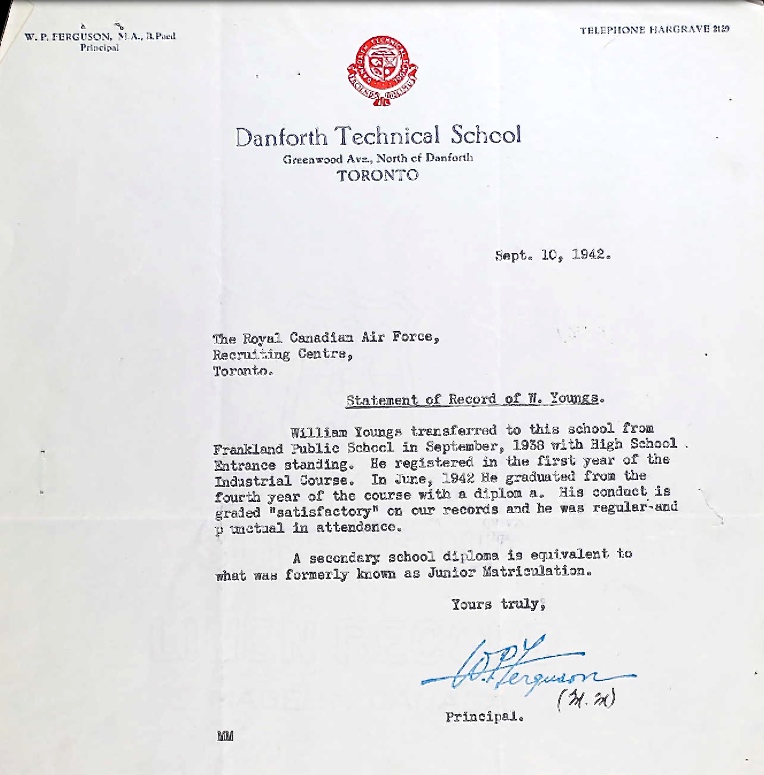 W. P. FERGUSON, M.A., B.Paed
Principal
TELEPHONE HARGRAVE 2129
Danforth Technical School
Greenwood Ave., North of Danforth
TORONTO
Sept. 10, 1942.
The Royal Canadian Air Force,
Recruiting Centre,
Toronto.
Statement of Record of W. Youngs.
William Youngs transferred to this school from
Frankland Public School in September, 1938 with High School
Entrance standing. He registered in the first year of the
Industrial Course. In June, 1942 He graduated from the
fourth year of the course with a diplom a. His conduct is
graded "satisfactory" on our records and he was regular-and
p unctual in attendance.
A secondary school diploma is equivalent to
what was formerly known as Junior Matriculation.
Yours truly,
W.P. Ferguson
(M.M)
Principal.
MM